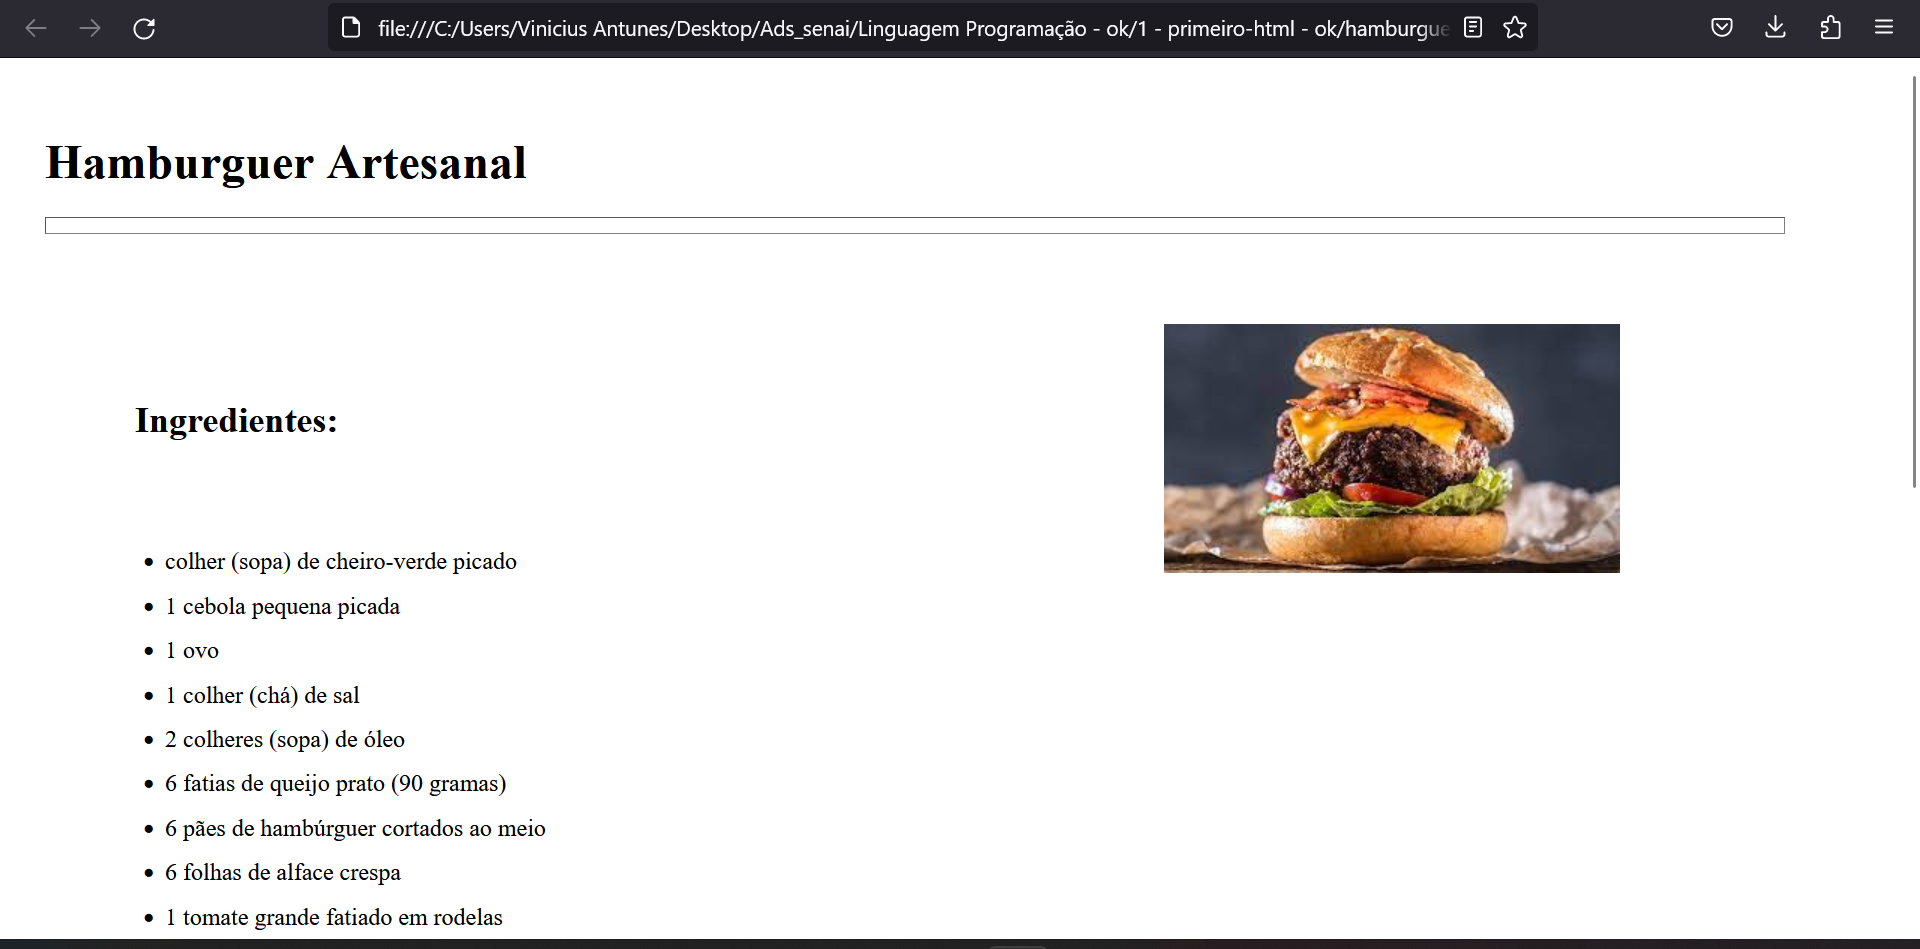 file:///C:/Users/Vinicius Antunes/Desktop/Ads_senai/Linguagem Programação - ok/1 - primeiro-html - ok/hamburgue
Hamburguer Artesanal
Ingredientes:
• colher (sopa) de cheiro-verde picado
• 1 cebola pequena picada
• 1 ovo
• 1 colher (chá) de sal
• 2 colheres (sopa) de óleo
• 6 fatias de queijo prato (90 gramas)
• 6 pães de hambúrguer cortados ao meio
• 6 folhas de alface crespa
• 1 tomate grande fatiado em rodelas